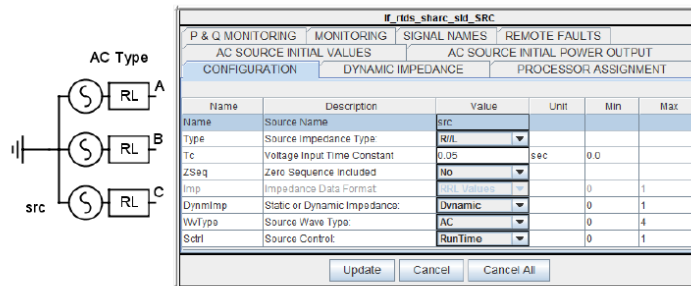 lf_rtds_sharc_sld_SRC
P & Q MONITORING MONITORING SIGNAL NAMES REMOTE FAULTS
AC SOURCE INITIAL VALUES AC SOURCE INITIAL POWER OUTPUT
CONFIGURATION DYNAMIC IMPEDANCE PROCESSOR ASSIGNMENT
Name Description Value Unit Min Max
Name Source Name src
Type Source Impedance Type: R//L
Tc Voltage Input Time Constant 0.05 sec 0.0
ZSeq Zero Sequence Included No
Imp Impedance Data Format RRL Values 0 1
DynmImp Static or Dynamic Impedance: Dynamic 0 1
WvType Source Wave Type: AC 0 4
Sctrl Source Control: RunTime 0 1
Update Cancel Cancel All
AC Type
RL A
RL B
RL C
src